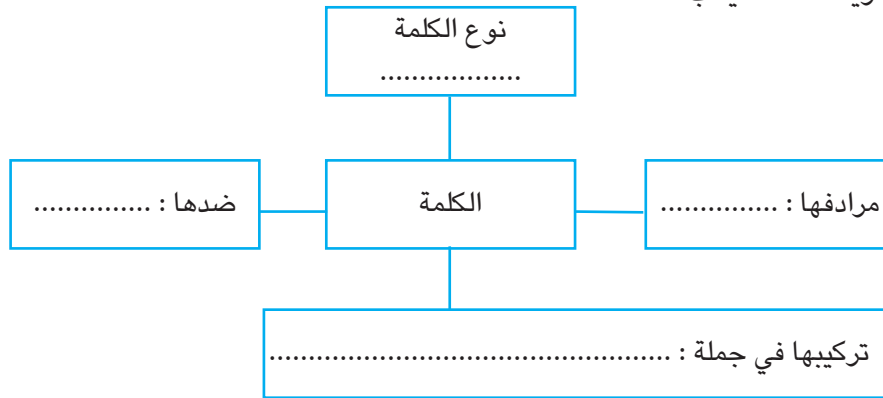 نوع الكلمة
..................
مرادفها : ...............
الكلمة
ضدها : ...............
تركيبها في جملة : ...................................................